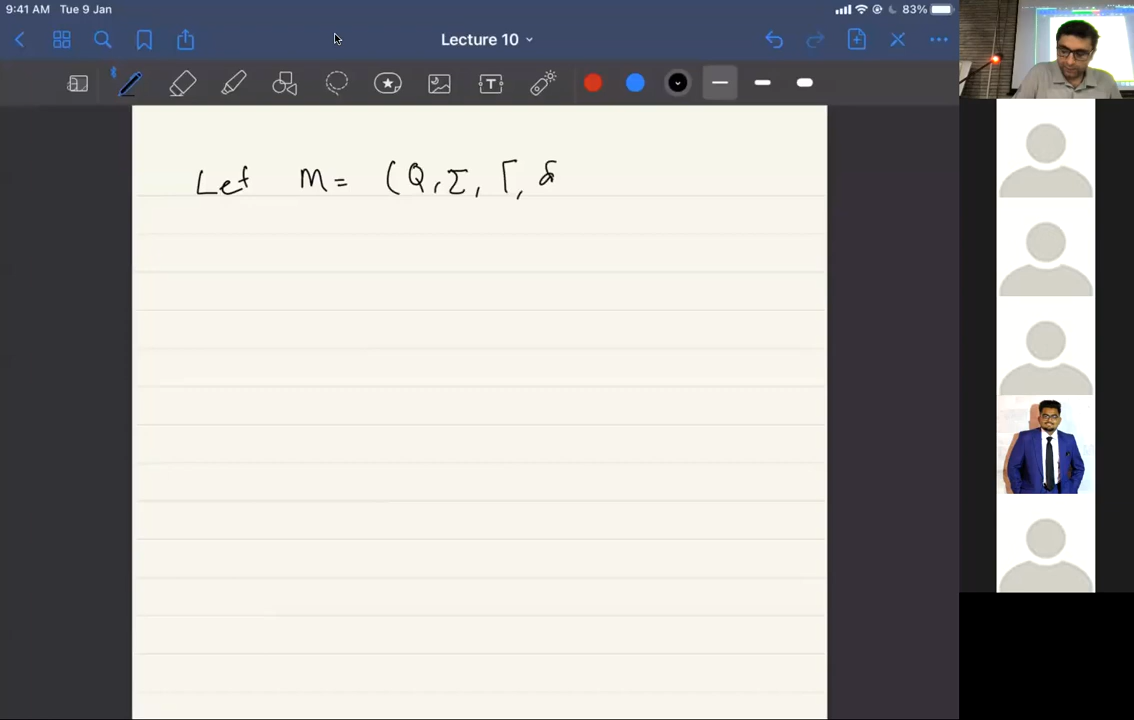 9:41 AM Tue 9 Jan
83%
Lecture 10
T
Let M = (Q, Σ, Γ, δ